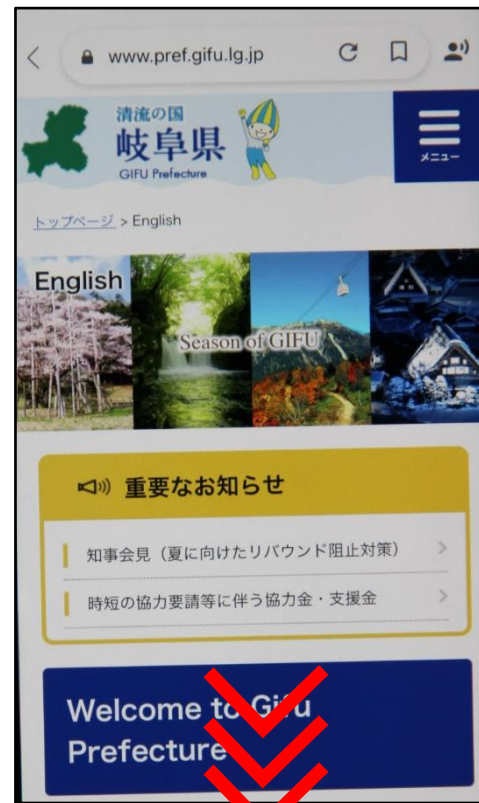 www.pref.gifu.lg.jp
清流の国
岐阜県
GIFU Prefecture
メニュー
トップページ > English
English
Season of GIFU
重要なお知らせ
知事会見（夏に向けたリバウンド阻止対策）
時短の協力要請等に伴う協力金・支援金
Welcome to Gifu
Prefecture